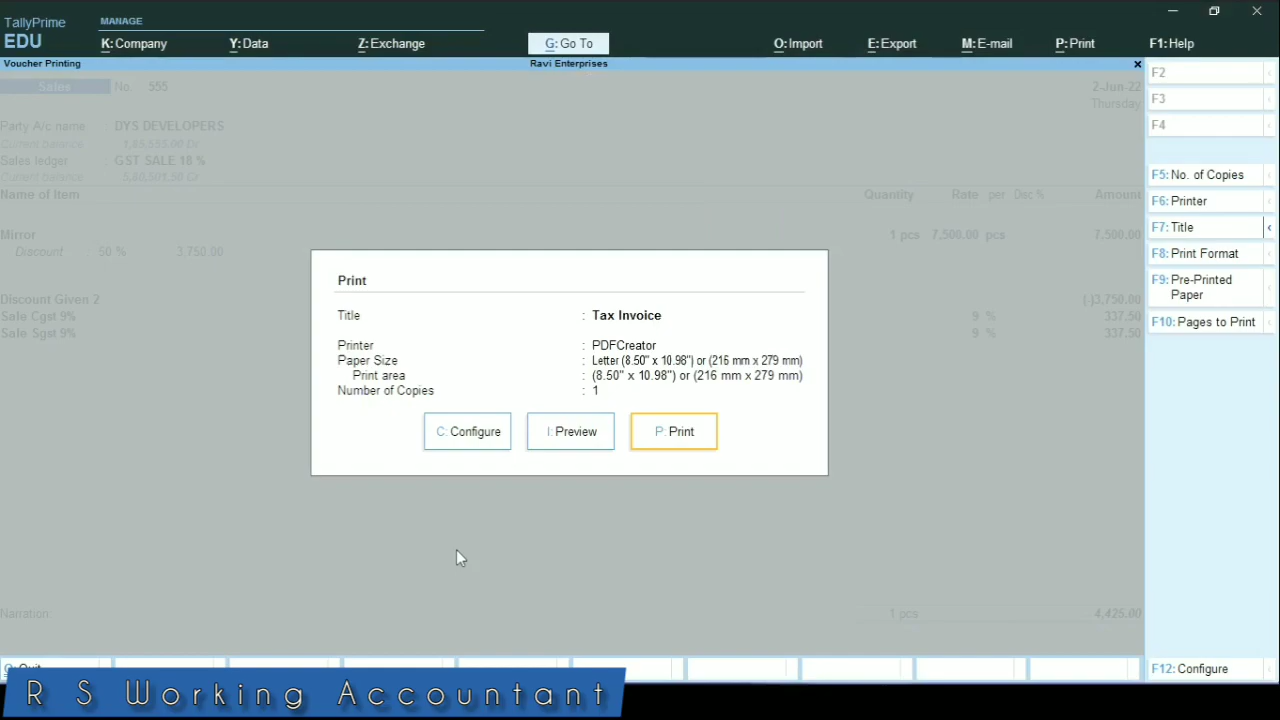 TallyPrime
EDU
MANAGE
K: Company
Y: Data
Z: Exchange
G: Go To
O: Import
E: Export
M: E-mail
P: Print
F1: Help
Voucher Printing
Ravi Enterprises
Sales No. 555
2-Jun-22
Thursday
Party A/c name DYS DEVELOPERS
Current balance
Sales ledger GST SALE 18 %
Current balance
Name of Item Quantity Rate per Disc % Amount
Mirror 1 pcs 7,500.00 pcs 7,500.00
Discount 50 % 3,750.00
Discount Given 2 (-)3,750.00
Sale Cgst 9% 9 % 337.50
Sale Sgst 9% 9 % 337.50
Print
Title : Tax Invoice
Printer : PDFCreator
Paper Size : Letter (8.50" x 10.98") or (216 mm x 279 mm)
Print area : (8.50" x 10.98") or (216 mm x 279 mm)
Number of Copies : 1
C: Configure
I: Preview
P: Print
Narration 1 pcs 4,425.00
F2
F3
F4
F5: No. of Copies
F6: Printer
F7: Title
F8: Print Format
F9: Pre-Printed
Paper
F10: Pages to Print
F12: Configure
Q: Quit
R S Working Accountant